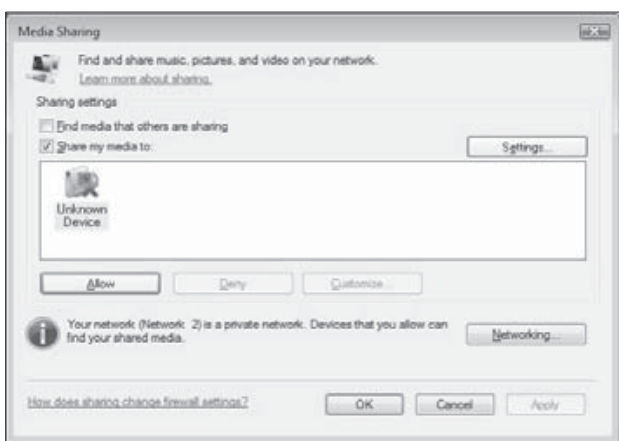 Media Sharing
Find and share music, pictures, and video on your network.
Learn more about sharing.
Sharing settings
Find media that others are sharing
Share my media to:
Settings...
Unknown
Device
Allow
Deny
Customize...
Your network (Network 2) is a private network. Devices that you allow can
find your shared media.
Networking...
How does sharing change firewall settings?
OK
Cancel
Apply